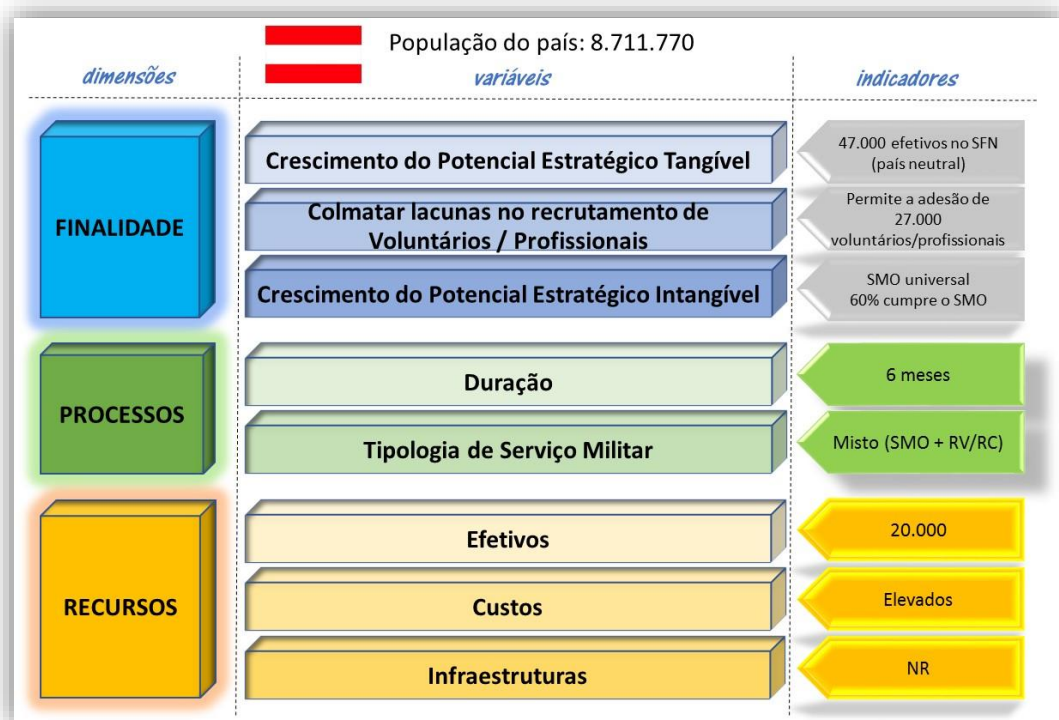 População do país: 8.711.770
dimensões
variáveis
indicadores
FINALIDADE
Crescimento do Potencial Estratégico Tangível
47.000 efetivos no SFN
(país neutral)
Colmatar lacunas no recrutamento de
Voluntários / Profissionais
Permite a adesão de
27.000
voluntários/profissionais
Crescimento do Potencial Estratégico Intangível
SMO universal
60% cumpre o SMO
PROCESSOS
Duração
6 meses
Tipologia de Serviço Militar
Misto (SMO + RV/RC)
RECURSOS
Efetivos
20.000
Custos
Elevados
Infraestruturas
NR